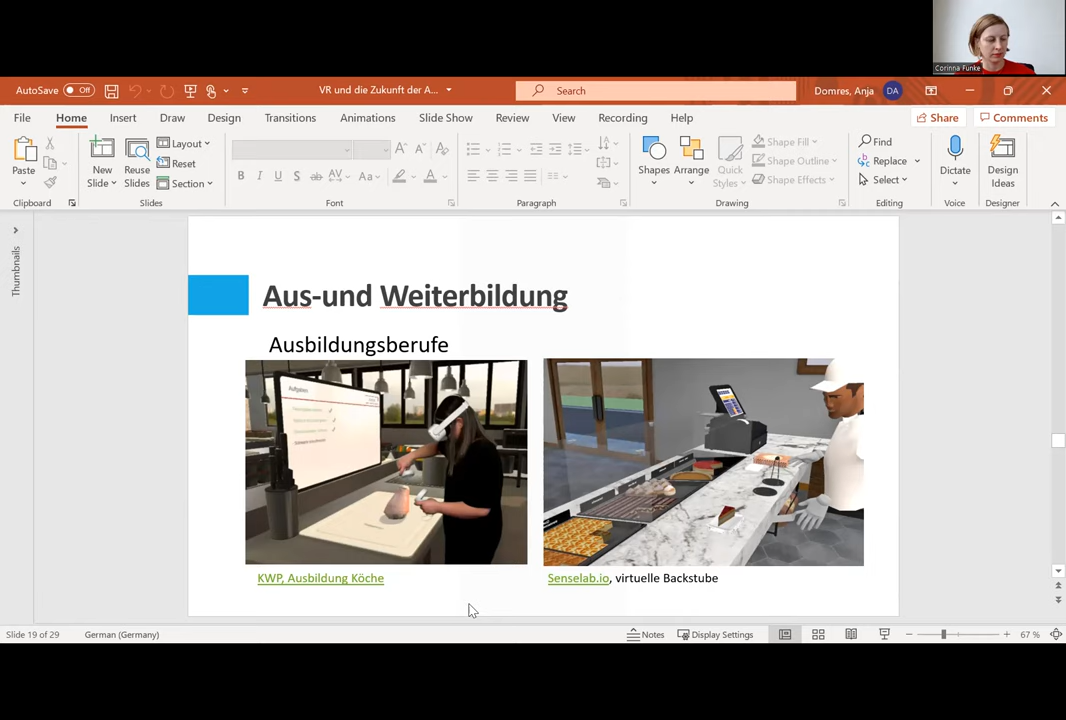 Corinna Funke
AutoSave Off VR und die Zukunft der A... Search Domres, Anja DA
File Home Insert Draw Design Transitions Animations Slide Show Review View Recording Help Share Comments
Paste New Slide Reuse Slides Layout Reset Section Shapes Arrange Quick Styles Shape Fill Shape Outline Shape Effects Find Replace Select Dictate Design Ideas
B I U S ab AV Aa A
Clipboard Slides Font Paragraph Drawing Editing Voice Designer
Thumbnails
Aus-und Weiterbildung
Ausbildungsberufe
Aufgaben
KWP, Ausbildung Köche
Senselab.io, virtuelle Backstube
Slide 19 of 29 German (Germany) Notes Display Settings 67 %